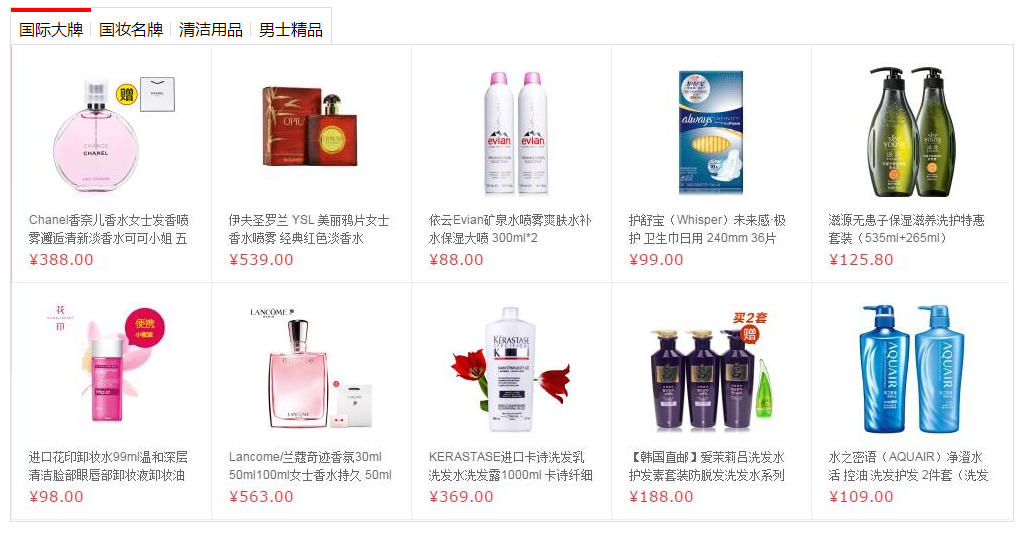 国际大牌 国妆名牌 清洁用品 男士精品
赠
CHANEL
CHANCE
CHANEL
OPIUM
evian
evian
always INFINITY
see young
滋源
see young
滋源
Chanel香奈儿香水女士发香喷
雾邂逅清新淡香水可可小姐 五
¥388.00
伊夫圣罗兰 YSL 美丽鸦片女士
香水喷雾 经典红色淡香水
¥539.00
依云Evian矿泉水喷雾爽肤水补
水保湿大喷 300ml*2
¥88.00
护舒宝（Whisper）未来感·极
护 卫生巾日用 240mm 36片
¥99.00
滋源无患子保湿滋养洗护特惠
套装（535ml+265ml）
¥125.80
花印
便携
小瓶装
Moist
LANCÔME
LANCOME
KÉRASTASE
买2套
赠
AQUAIR
AQUAIR
进口花印卸妆水99ml温和深层
清洁脸部眼唇部卸妆液卸妆油
¥98.00
Lancome/兰蔻奇迹香氛30ml
50ml100ml女士香水持久 50ml
¥563.00
KERASTASE进口卡诗洗发乳
洗发水洗发露1000ml 卡诗纤细
¥369.00
【韩国直邮】爱茉莉吕洗发水
护发素套装防脱发洗发水系列
¥188.00
水之密语（AQUAIR）净澄水
活 控油 洗发护发 2件套（洗发
¥109.00